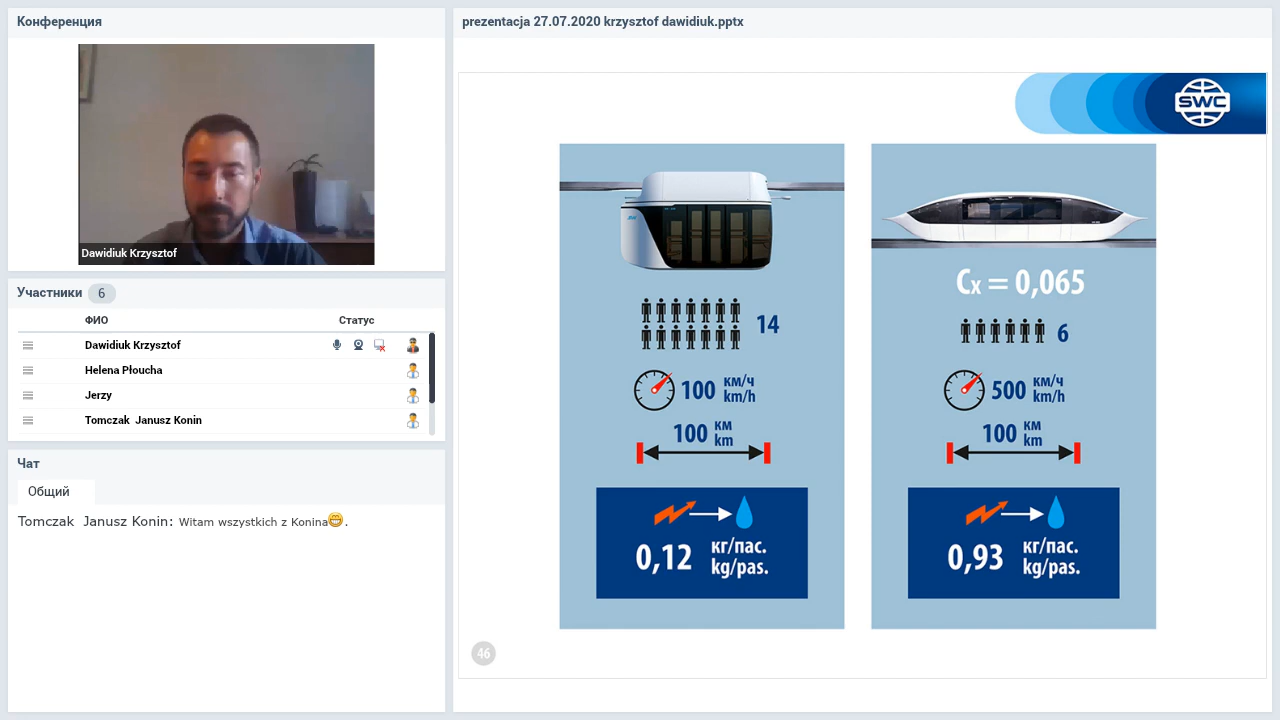 Конференция
Dawidiuk Krzysztof
Участники 6
ФИО Статус
Dawidiuk Krzysztof
Helena Płoucha
Jerzy
Tomczak Janusz Konin
Чат
Общий
Tomczak Janusz Konin: Witam wszystkich z Konina.
prezentacja 27.07.2020 krzysztof dawidiuk.pptx
SWC
14
100 км/ч
km/h
100 км
km
0,12 кг/пас.
kg/pas.
Cx = 0,065
6
500 км/ч
km/h
100 км
km
0,93 кг/пас.
kg/pas.
46